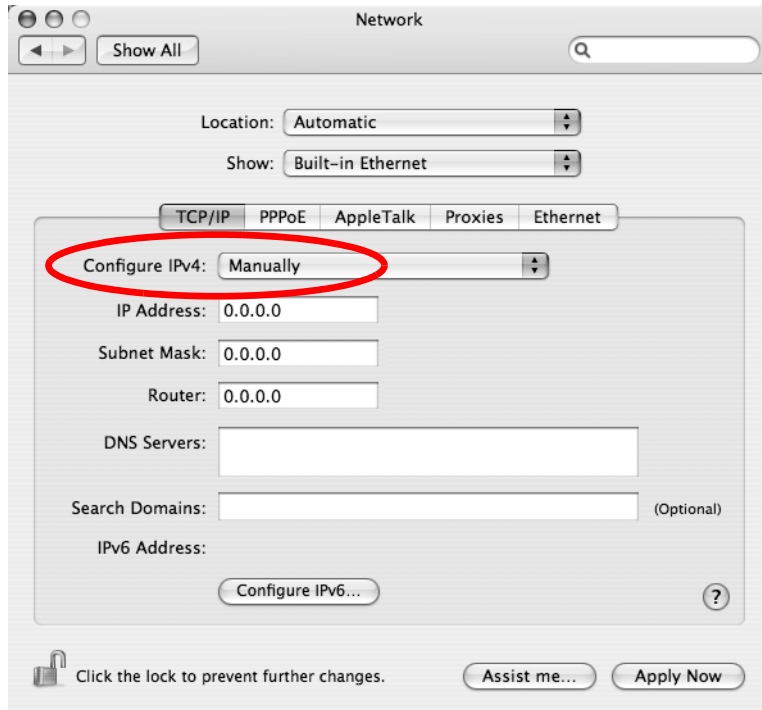 Network
Show All
Location: Automatic
Show: Built-in Ethernet
TCP/IP PPPoE AppleTalk Proxies Ethernet
Configure IPv4: Manually
IP Address: 0.0.0.0
Subnet Mask: 0.0.0.0
Router: 0.0.0.0
DNS Servers:
Search Domains: (Optional)
IPv6 Address:
Configure IPv6...
?
Click the lock to prevent further changes. Assist me... Apply Now